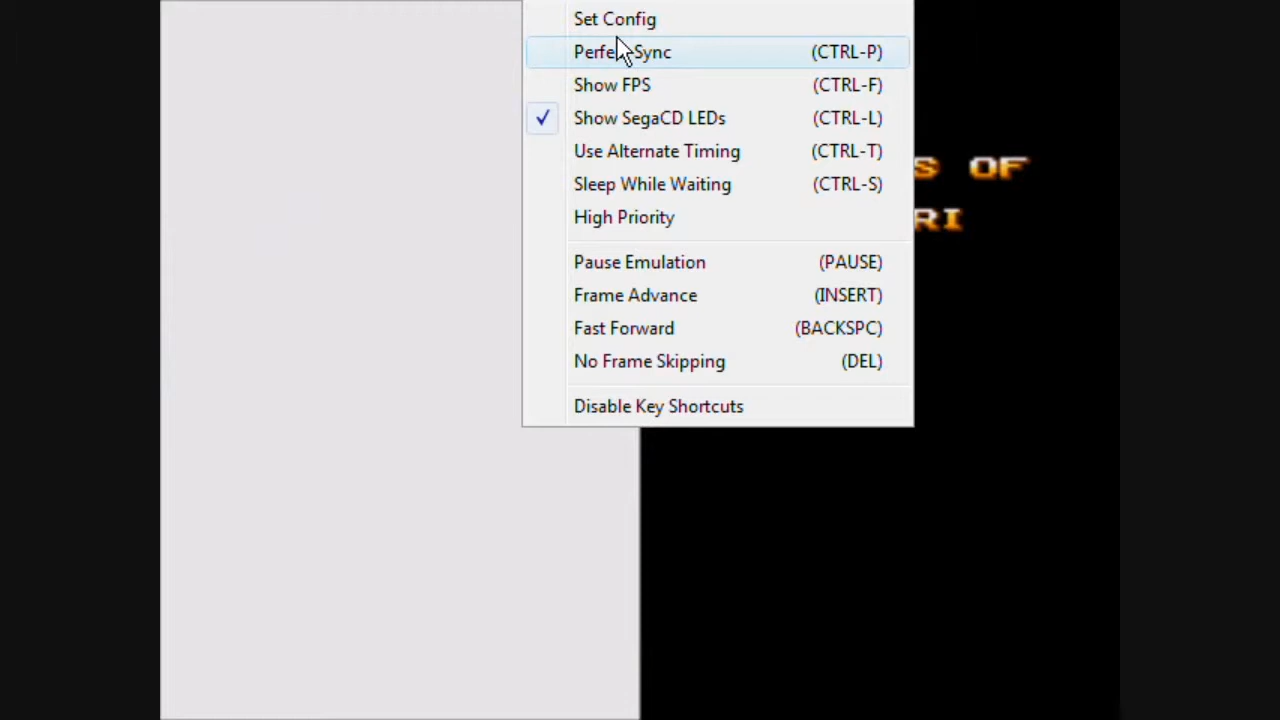 Set Config
Perfect Sync (CTRL-P)
Show FPS (CTRL-F)
Show SegaCD LEDs (CTRL-L)
Use Alternate Timing (CTRL-T)
Sleep While Waiting (CTRL-S)
High Priority
Pause Emulation (PAUSE)
Frame Advance (INSERT)
Fast Forward (BACKSPC)
No Frame Skipping (DEL)
Disable Key Shortcuts
S OF
RI